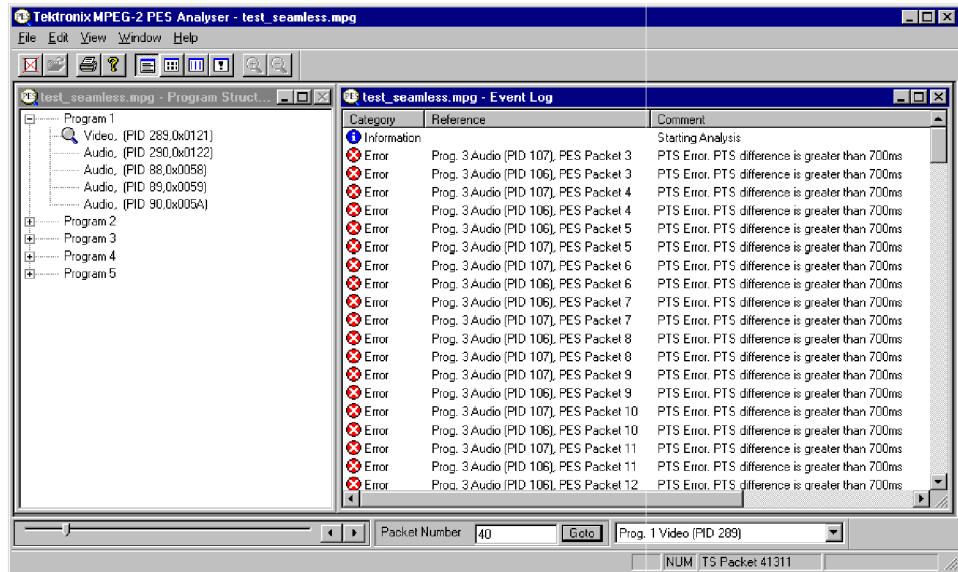 Tektronix MPEG-2 PES Analyser - test_seamless.mpg
File Edit View Window Help
test_seamless.mpg - Program Struct...
Program 1
Video, (PID 289,0x0121)
Audio, (PID 290,0x0122)
Audio, (PID 88,0x0058)
Audio, (PID 89,0x0059)
Audio, (PID 90,0x005A)
Program 2
Program 3
Program 4
Program 5
test_seamless.mpg - Event Log
Category Reference Comment
Information Starting Analysis
Error Prog. 3 Audio (PID 107), PES Packet 3 PTS Error. PTS difference is greater than 700ms
Error Prog. 3 Audio (PID 106), PES Packet 3 PTS Error. PTS difference is greater than 700ms
Error Prog. 3 Audio (PID 107), PES Packet 4 PTS Error. PTS difference is greater than 700ms
Error Prog. 3 Audio (PID 106), PES Packet 4 PTS Error. PTS difference is greater than 700ms
Error Prog. 3 Audio (PID 106), PES Packet 5 PTS Error. PTS difference is greater than 700ms
Error Prog. 3 Audio (PID 107), PES Packet 5 PTS Error. PTS difference is greater than 700ms
Error Prog. 3 Audio (PID 107), PES Packet 6 PTS Error. PTS difference is greater than 700ms
Error Prog. 3 Audio (PID 106), PES Packet 6 PTS Error. PTS difference is greater than 700ms
Error Prog. 3 Audio (PID 106), PES Packet 7 PTS Error. PTS difference is greater than 700ms
Error Prog. 3 Audio (PID 107), PES Packet 7 PTS Error. PTS difference is greater than 700ms
Error Prog. 3 Audio (PID 106), PES Packet 8 PTS Error. PTS difference is greater than 700ms
Error Prog. 3 Audio (PID 107), PES Packet 8 PTS Error. PTS difference is greater than 700ms
Error Prog. 3 Audio (PID 107), PES Packet 9 PTS Error. PTS difference is greater than 700ms
Error Prog. 3 Audio (PID 106), PES Packet 9 PTS Error. PTS difference is greater than 700ms
Error Prog. 3 Audio (PID 107), PES Packet 10 PTS Error. PTS difference is greater than 700ms
Error Prog. 3 Audio (PID 106), PES Packet 10 PTS Error. PTS difference is greater than 700ms
Error Prog. 3 Audio (PID 107), PES Packet 11 PTS Error. PTS difference is greater than 700ms
Error Prog. 3 Audio (PID 106), PES Packet 11 PTS Error. PTS difference is greater than 700ms
Error Prog. 3 Audio (PID 106), PES Packet 12 PTS Error. PTS difference is greater than 700ms
Packet Number 40 Goto Prog. 1 Video (PID 289)
NUM TS Packet 41311